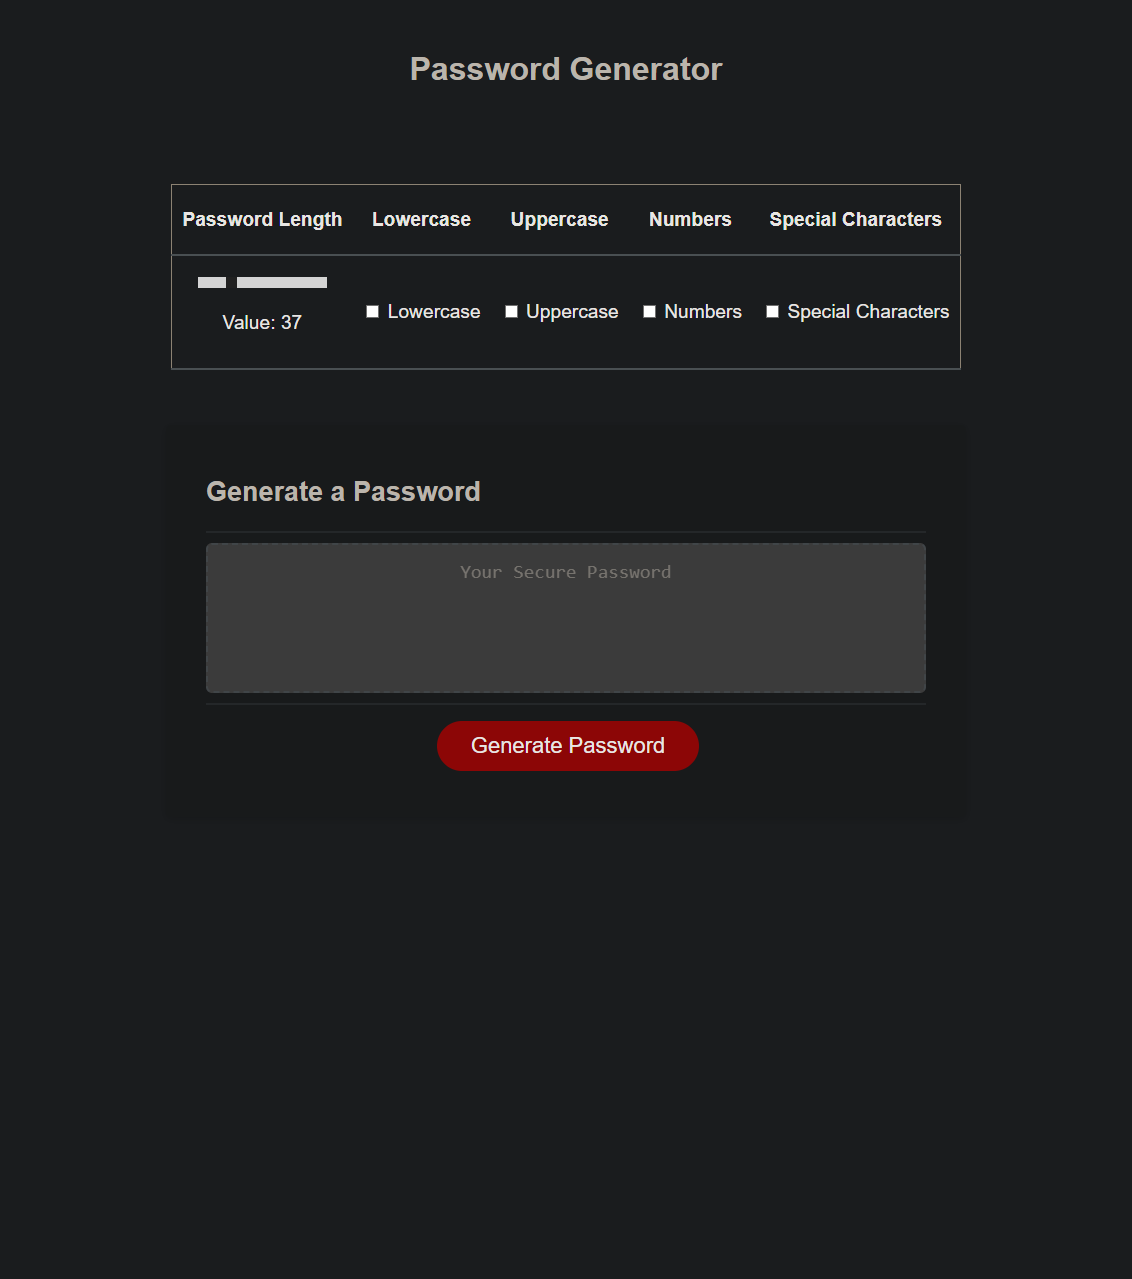 Password Generator
Password Length Lowercase Uppercase Numbers Special Characters
Value: 37
Lowercase Uppercase Numbers Special Characters
Generate a Password
Your Secure Password
Generate Password